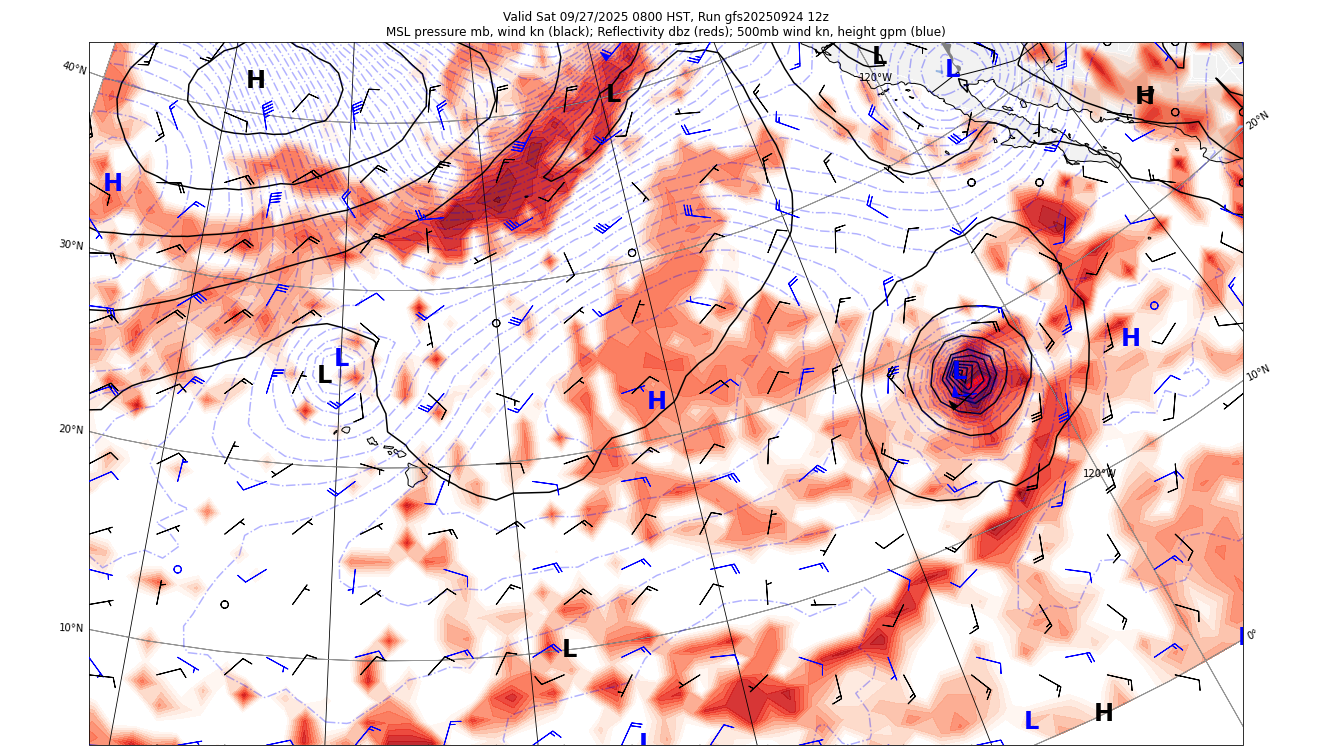 Valid Sat 09/27/2025 0800 HST, Run gfs20250924 12z
MSL pressure mb, wind kn (black); Reflectivity dbz (reds); 500mb wind kn, height gpm (blue)
40°N
H
L
L
L
120°W
H
20°N
H
30°N
H
L
L
L
H
10°N
H
20°N
120°W
10°N
L
0°
L
H
L